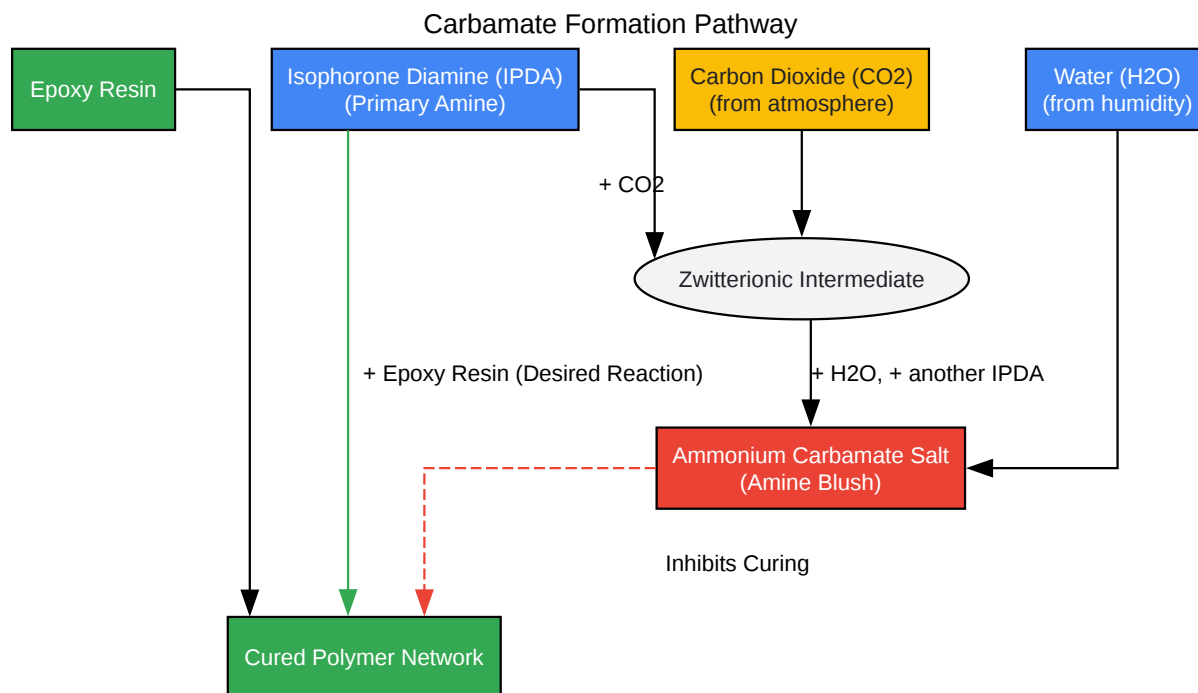 Carbamate Formation Pathway
Epoxy Resin
Isophorone Diamine (IPDA)
(Primary Amine)
Carbon Dioxide (CO2)
(from atmosphere)
Water (H2O)
(from humidity)
+ CO2
Zwitterionic Intermediate
+ Epoxy Resin (Desired Reaction)
+ H2O, + another IPDA
Ammonium Carbamate Salt
(Amine Blush)
Inhibits Curing
Cured Polymer Network